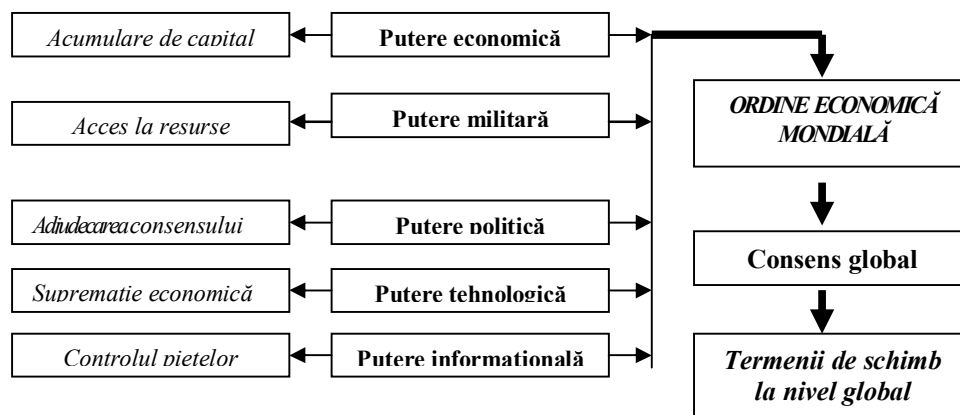 Acumulare de capital
Putere economică
Acces la resurse
Putere militară
Adjudecarea consensului
Putere politică
Supremație economică
Putere tehnologică
Controlul piețelor
Putere informațională
ORDINE ECONOMICĂ
MONDIALĂ
Consens global
Termenii de schimb
la nivel global